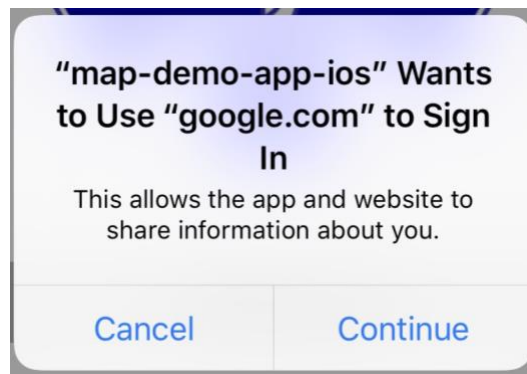 “map-demo-app-ios” Wants
to Use “google.com” to Sign
In
This allows the app and website to
share information about you.
Cancel
Continue